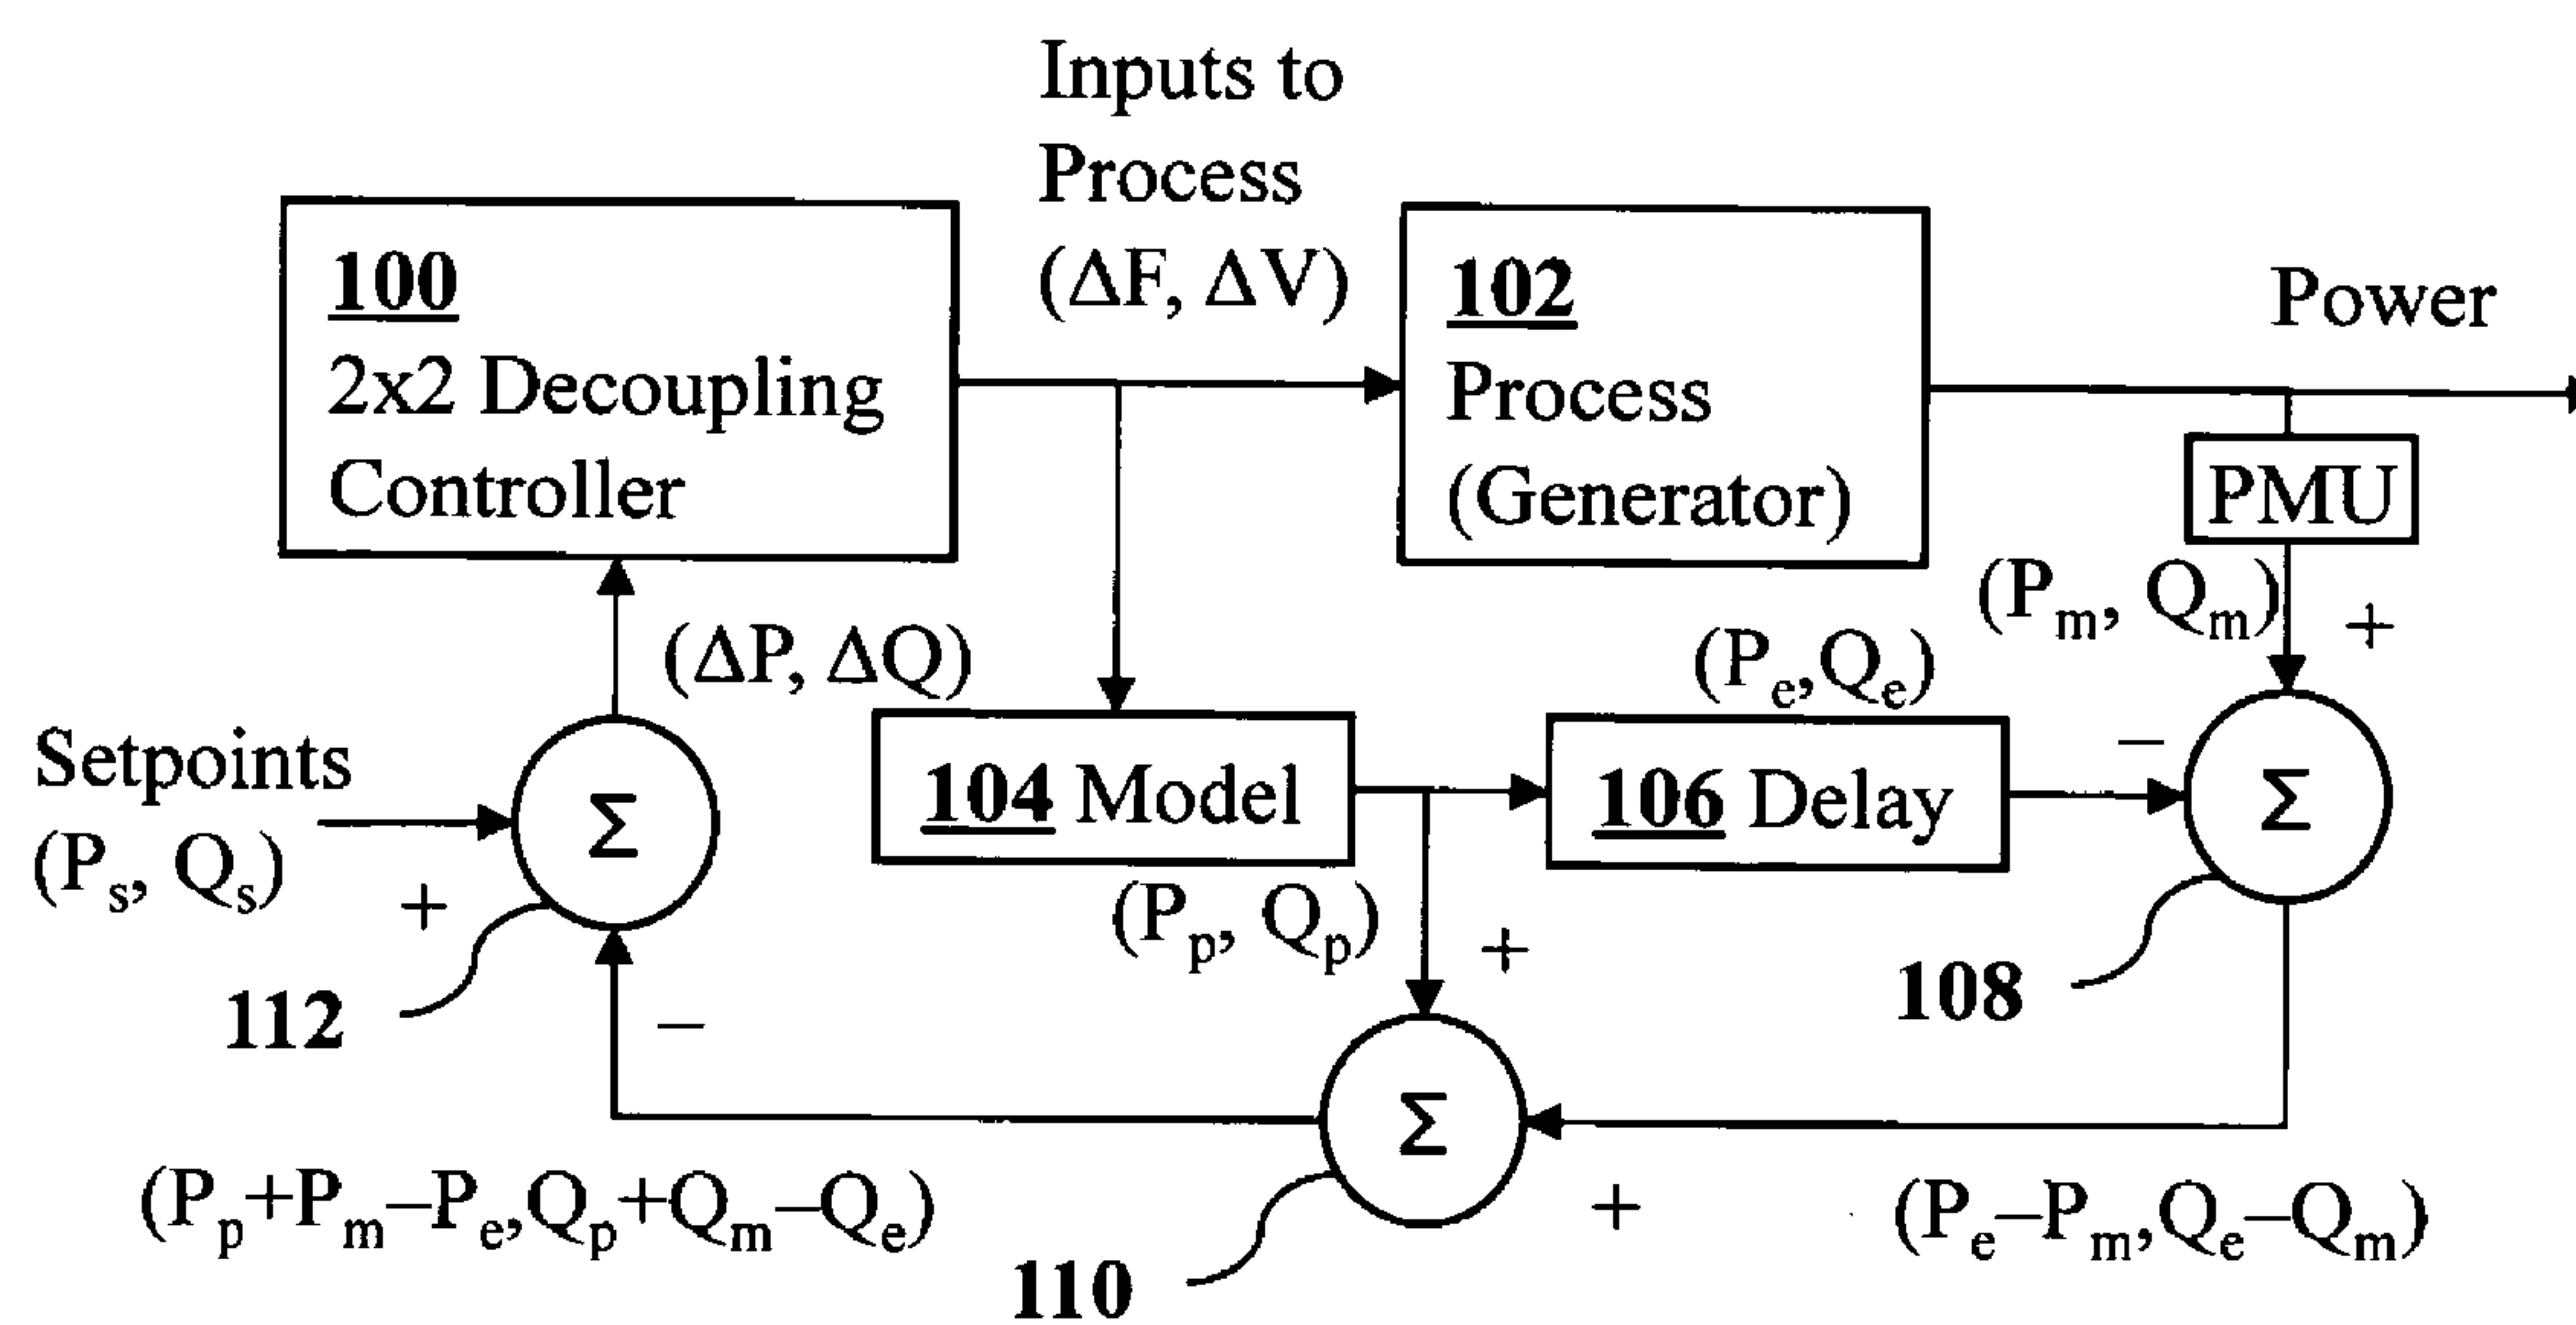 Inputs to
Process
(ΔF, ΔV)
100
2x2 Decoupling
Controller
102
Process
(Generator)
Power
PMU
(Pm, Qm)
+
(Pe,Qe)
–
(ΔP, ΔQ)
Setpoints
(Ps, Qs)
+
Σ
104 Model
106 Delay
Σ
(Pp, Qp)
+
112
–
108
Σ
+
(Pp+Pm–Pe,Qp+Qm–Qe)
(Pe–Pm,Qe–Qm)
110